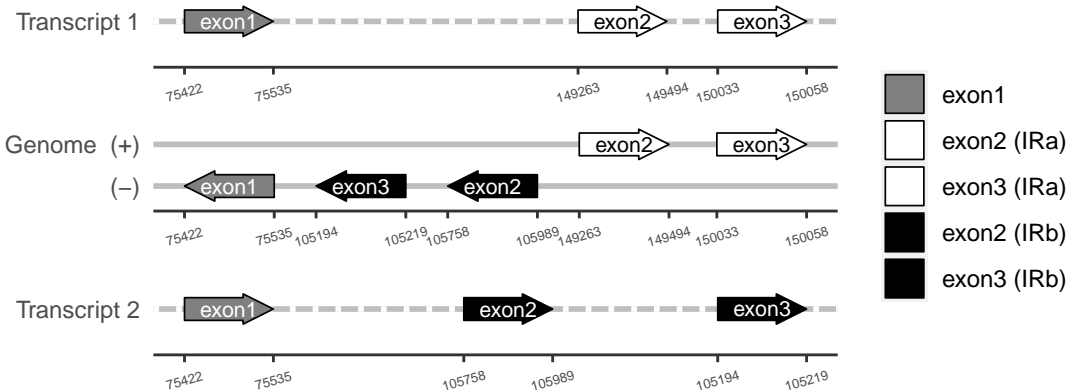 Transcript 1 exon1 exon2 exon3
75422 75535 149263 149494 150033 150058
Genome (+) exon2 exon3
(−) exon1 exon3 exon2
75422 75535 105194 105219 105758 105989 149263 149494 150033 150058
Transcript 2 exon1 exon2 exon3
75422 75535 105758 105989 105194 105219
exon1
exon2 (IRa)
exon3 (IRa)
exon2 (IRb)
exon3 (IRb)